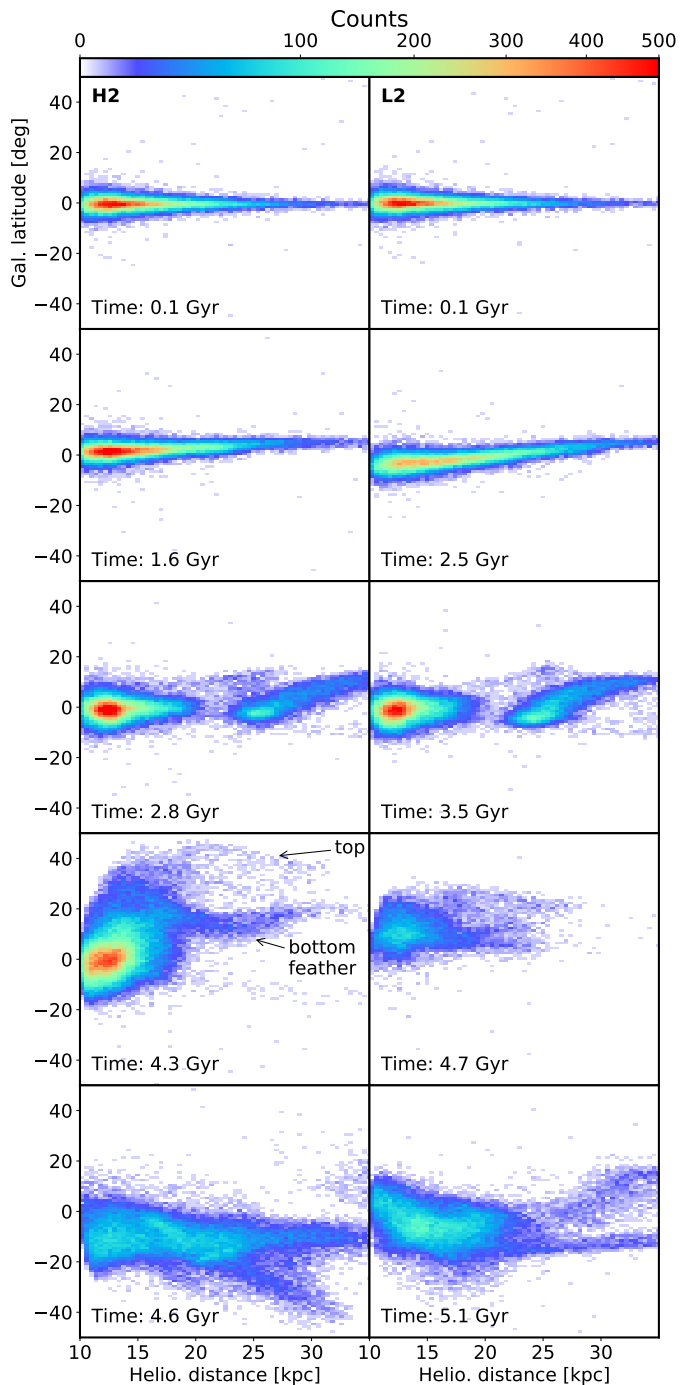 Counts
0 100 200 300 400 500
H2 L2
40
20
0
−20
−40
Gal. latitude [deg]
Time: 0.1 Gyr Time: 0.1 Gyr
40
20
0
−20
−40
Time: 1.6 Gyr Time: 2.5 Gyr
40
20
0
−20
−40
Time: 2.8 Gyr Time: 3.5 Gyr
top
40
20
0
−20
−40
bottom
feather
Time: 4.3 Gyr Time: 4.7 Gyr
40
20
0
−20
−40
Time: 4.6 Gyr Time: 5.1 Gyr
10 15 20 25 30 10 15 20 25 30
Helio. distance [kpc] Helio. distance [kpc]